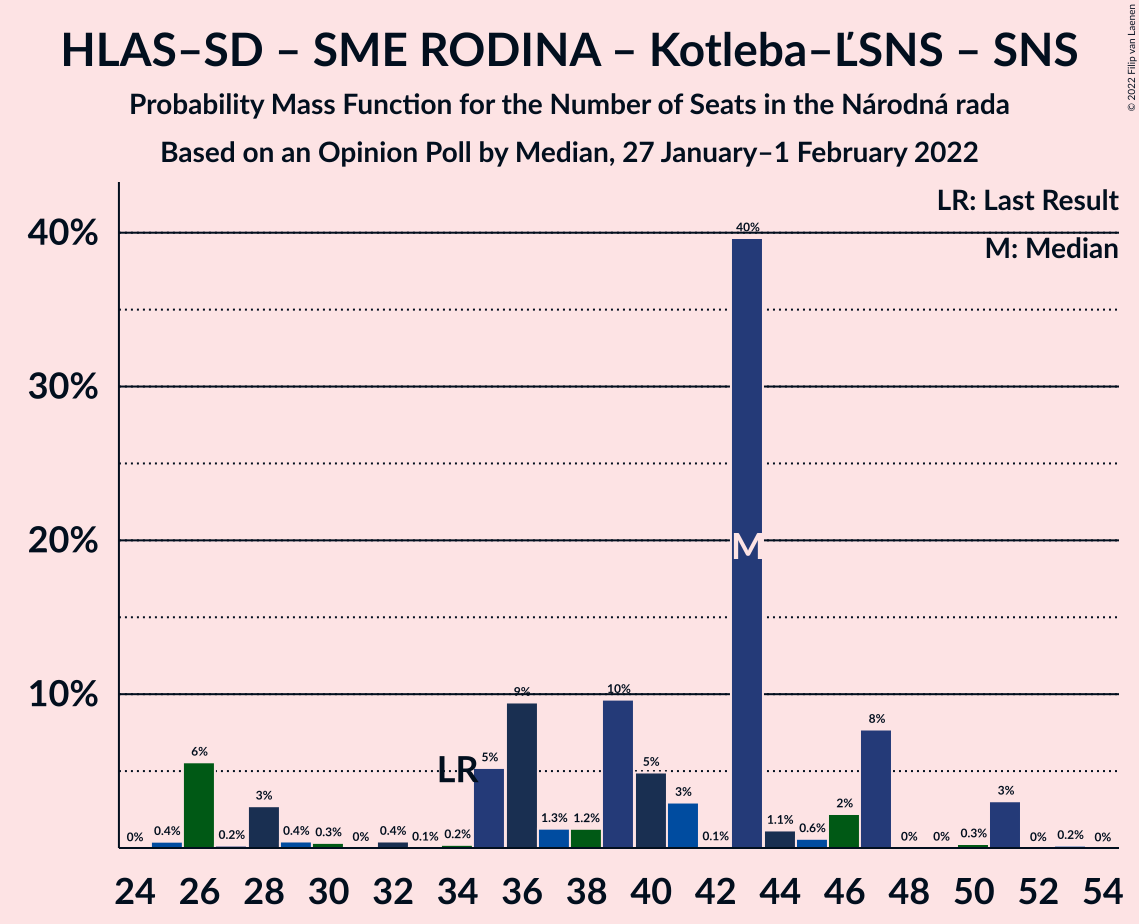 HLAS–SD – SME RODINA – Kotleba–ĽSNS – SNS
Probability Mass Function for the Number of Seats in the Národná rada
Based on an Opinion Poll by Median, 27 January–1 February 2022
© 2022 Filip van Laenen
LR: Last Result
M: Median
40%
30%
20%
10%
0% 0.4% 6% 0.2% 3% 0.4% 0.3% 0% 0.4% 0.1% 0.2% 5% 9% 1.3% 1.2% 10% 5% 3% 0.1% 40% 1.1% 0.6% 2% 8% 0% 0% 0.3% 3% 0% 0.2% 0%
LR
M
24 26 28 30 32 34 36 38 40 42 44 46 48 50 52 54